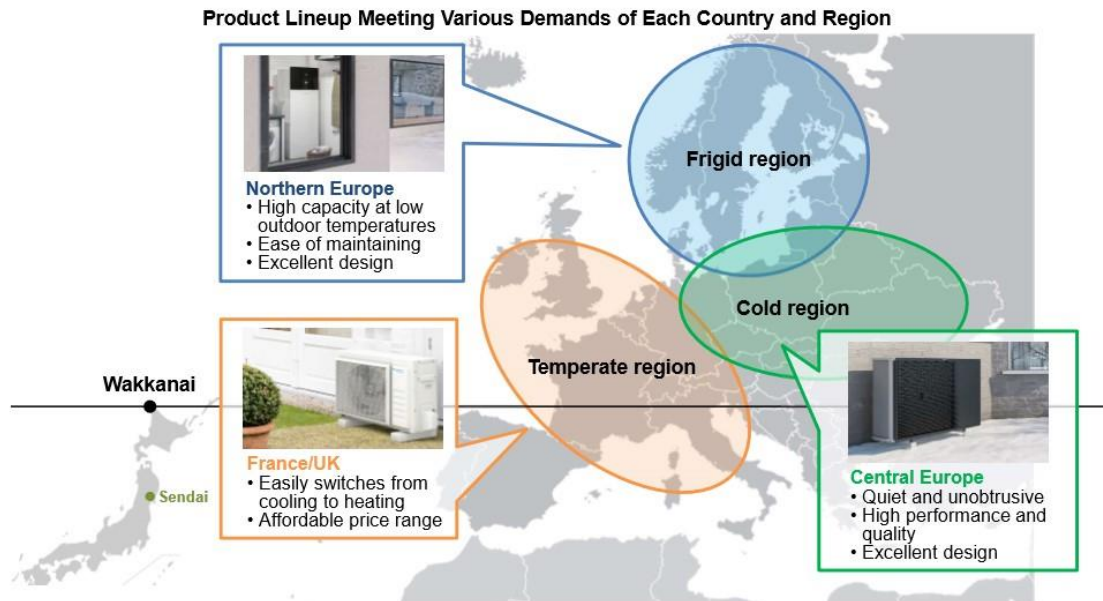 Product Lineup Meeting Various Demands of Each Country and Region
Northern Europe
• High capacity at low
outdoor temperatures
• Ease of maintaining
• Excellent design
Frigid region
Cold region
Temperate region
Wakkanai
Sendai
France/UK
• Easily switches from
cooling to heating
• Affordable price range
Central Europe
• Quiet and unobtrusive
• High performance and
quality
• Excellent design